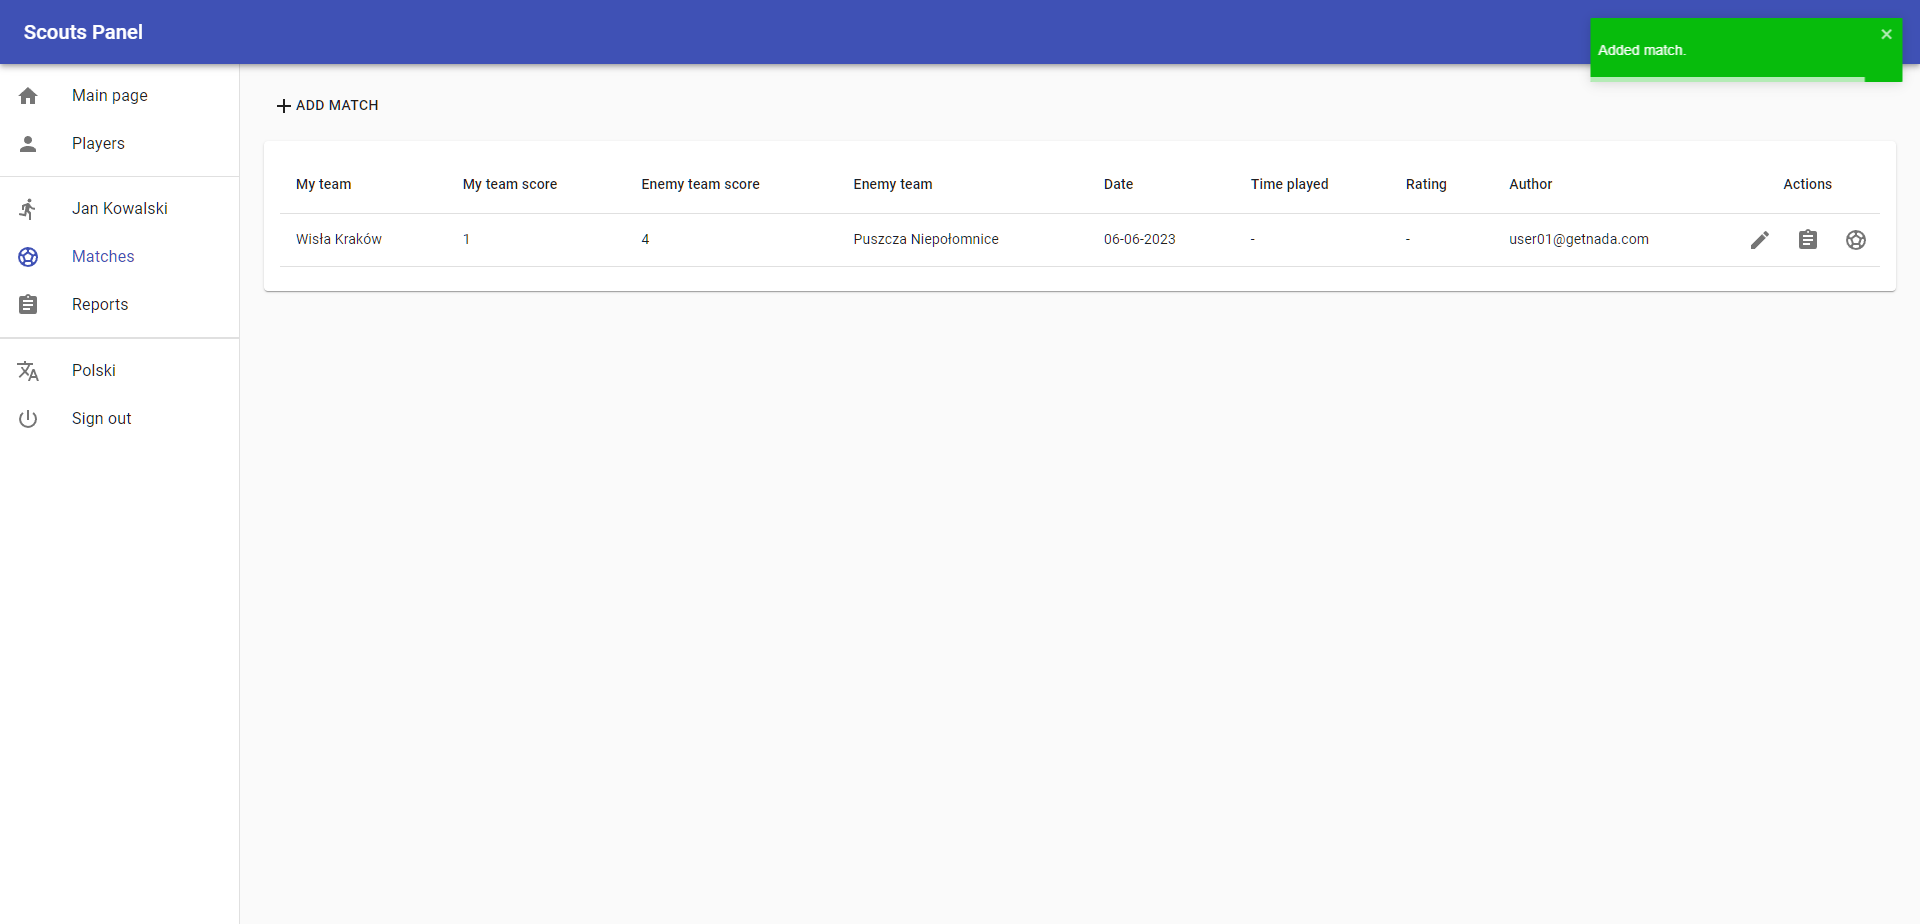 Scouts Panel
Added match.
Main page
Players
Jan Kowalski
Matches
Reports
Polski
Sign out
ADD MATCH
My team My team score Enemy team score Enemy team Date Time played Rating Author Actions
Wisła Kraków 1 4 Puszcza Niepołomnice 06-06-2023 - - user01@getnada.com